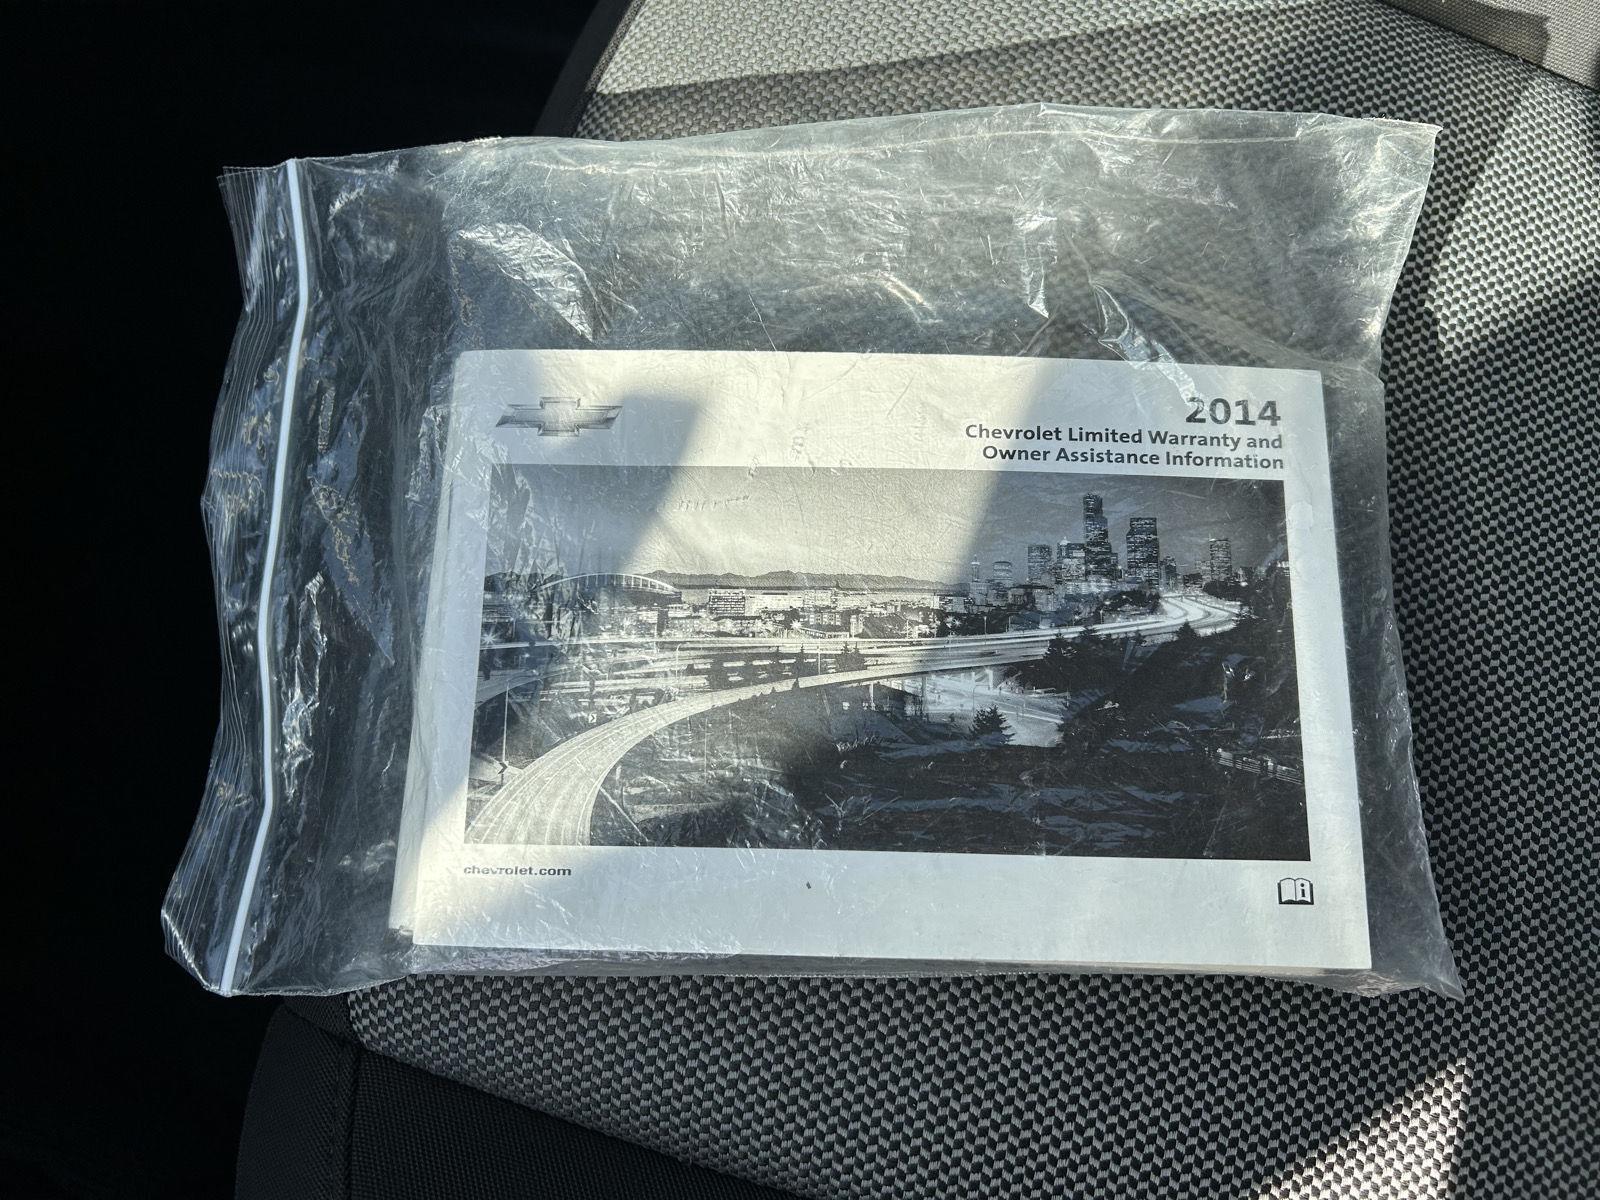 2014
Chevrolet Limited Warranty and
Owner Assistance Information
chevrolet.com
i